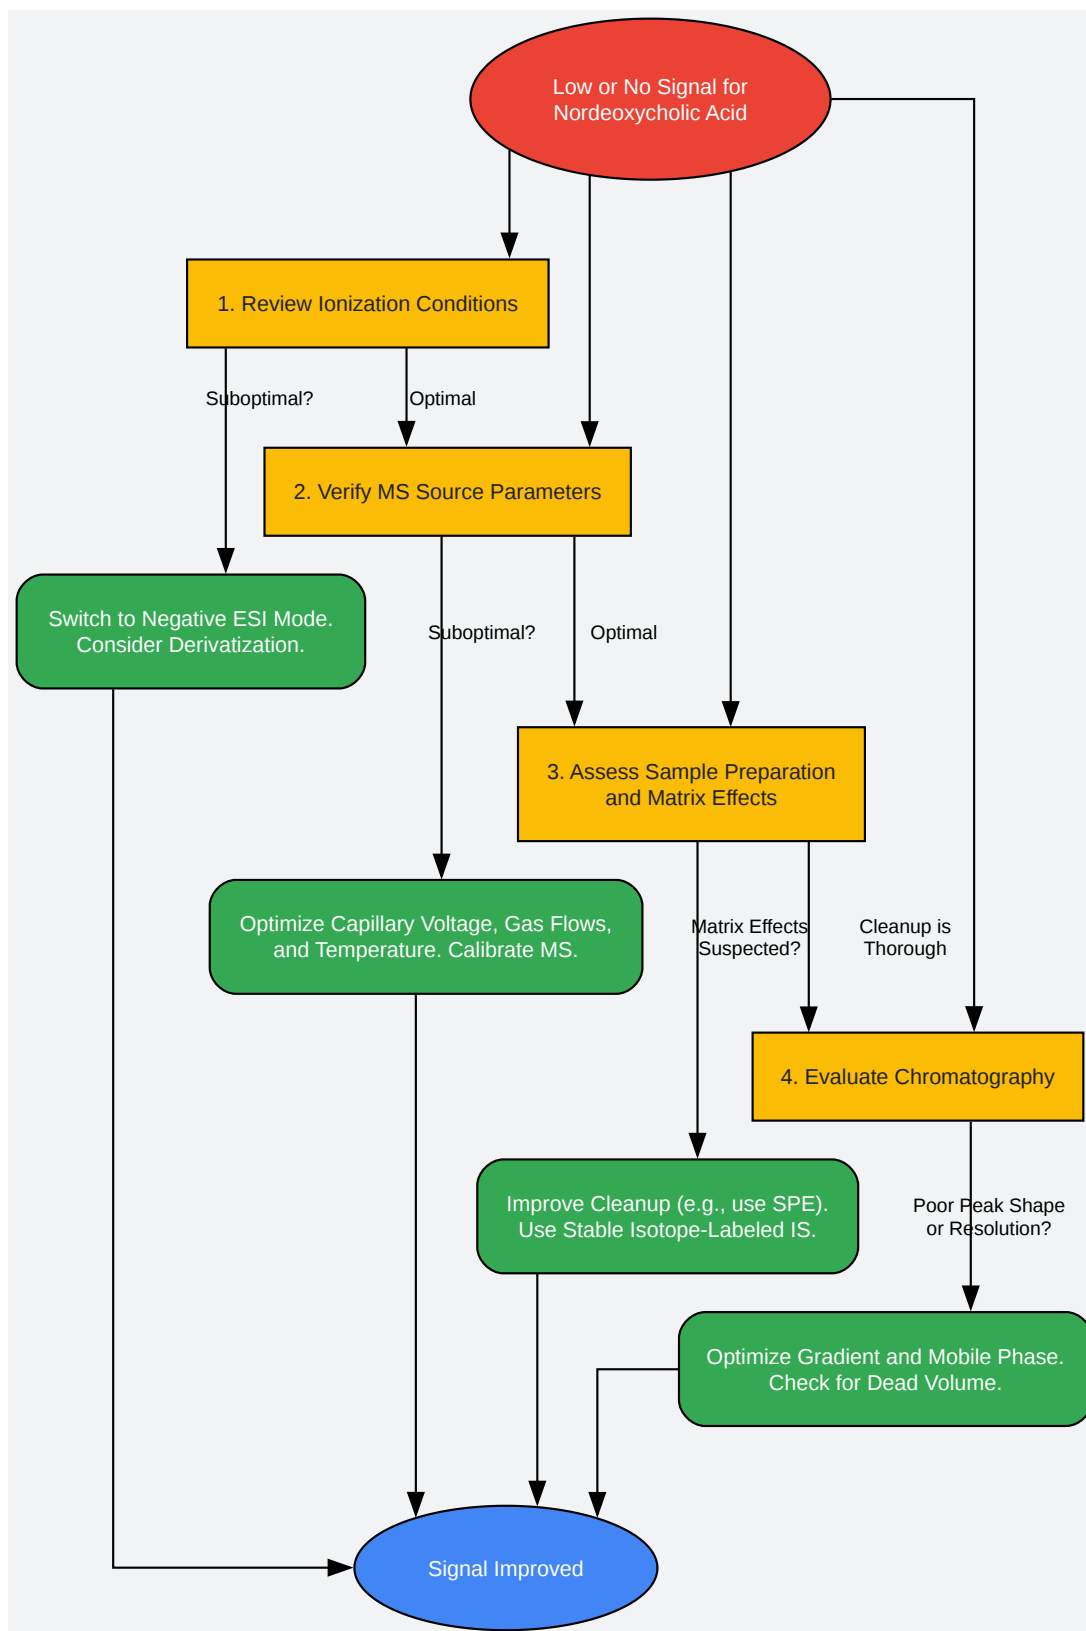 Low or No Signal for
Nordeoxycholic Acid
1. Review Ionization Conditions
Suboptimal?
Optimal
2. Verify MS Source Parameters
Switch to Negative ESI Mode.
Consider Derivatization.
Suboptimal?
Optimal
3. Assess Sample Preparation
and Matrix Effects
Optimize Capillary Voltage, Gas Flows,
and Temperature. Calibrate MS.
Matrix Effects
Suspected?
Cleanup is
Thorough
4. Evaluate Chromatography
Improve Cleanup (e.g., use SPE).
Use Stable Isotope-Labeled IS.
Poor Peak Shape
or Resolution?
Optimize Gradient and Mobile Phase.
Check for Dead Volume.
Signal Improved